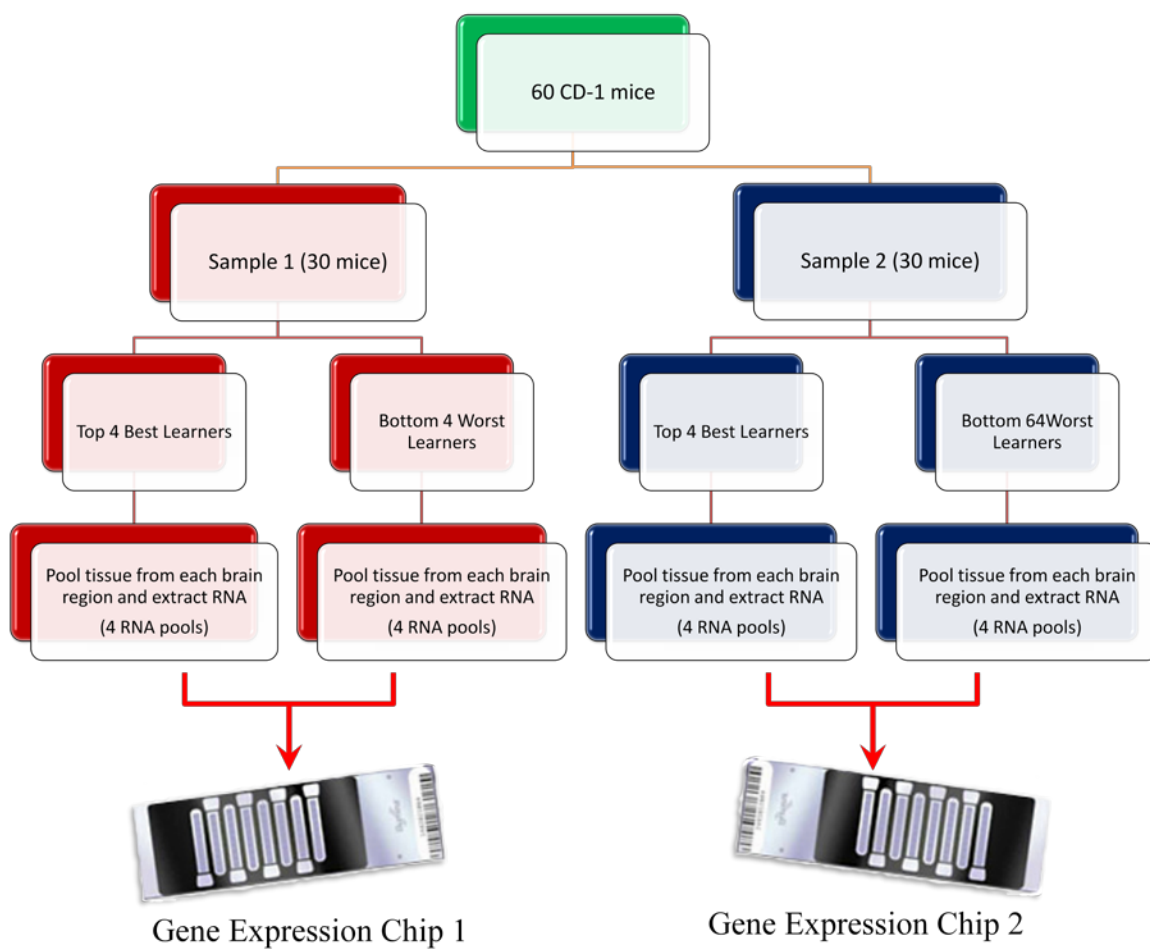 60 CD-1 mice
Sample 1 (30 mice)
Sample 2 (30 mice)
Top 4 Best Learners
Bottom 4 Worst
Learners
Top 4 Best Learners
Bottom 64Worst
Learners
Pool tissue from each brain
region and extract RNA
(4 RNA pools)
Pool tissue from each brain
region and extract RNA
(4 RNA pools)
Pool tissue from each brain
region and extract RNA
(4 RNA pools)
Pool tissue from each brain
region and extract RNA
(4 RNA pools)
Gene Expression Chip 1
Gene Expression Chip 2